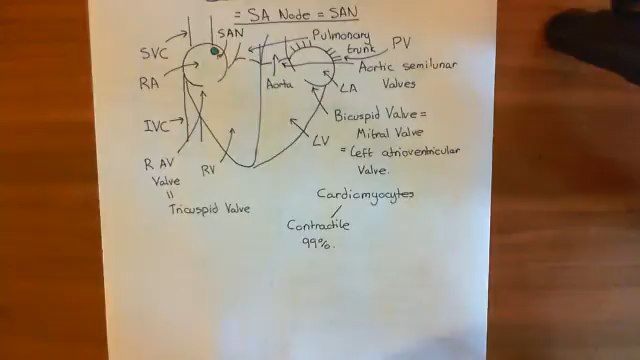 = SA Node = SAN
SAN
Pulmonary
trunk
PV
SVC
Aortic semilunar
Valves
RA
Aorta
LA
IVC
Bicuspid Valve =
Mitral Valve
= Left atrioventricular
Valve.
LV
RV
R AV
Valve
=
Tricuspid Valve
Cardiomyocytes
Contractile
99%.